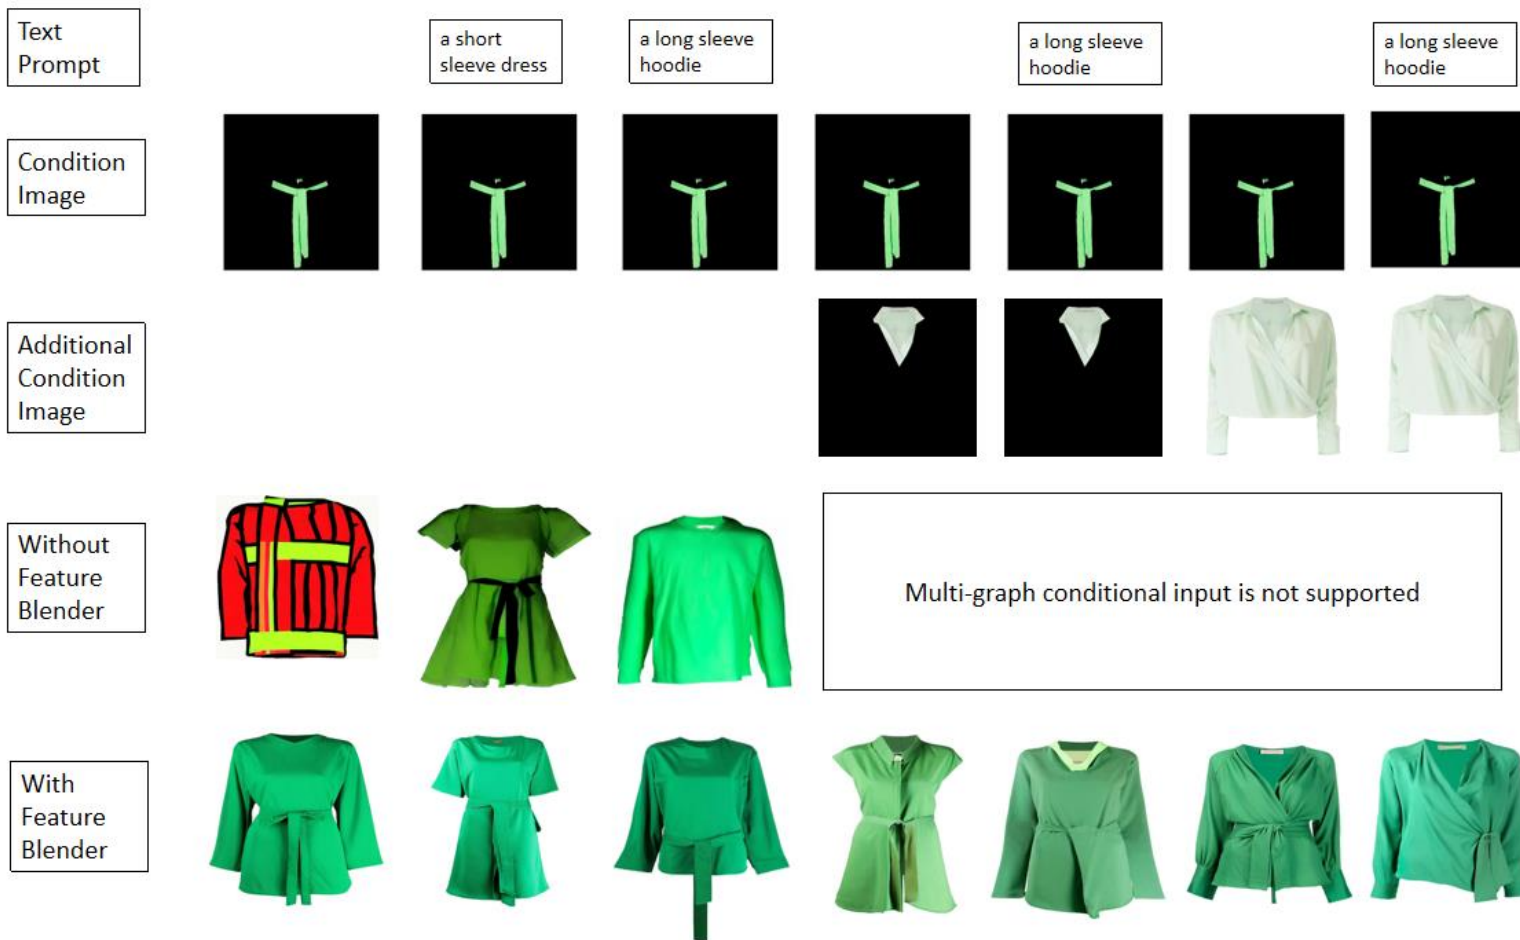 Text
Prompt
a short
sleeve dress
a long sleeve
hoodie
a long sleeve
hoodie
a long sleeve
hoodie
Condition
Image
Additional
Condition
Image
Without
Feature
Blender
Multi-graph conditional input is not supported
With
Feature
Blender